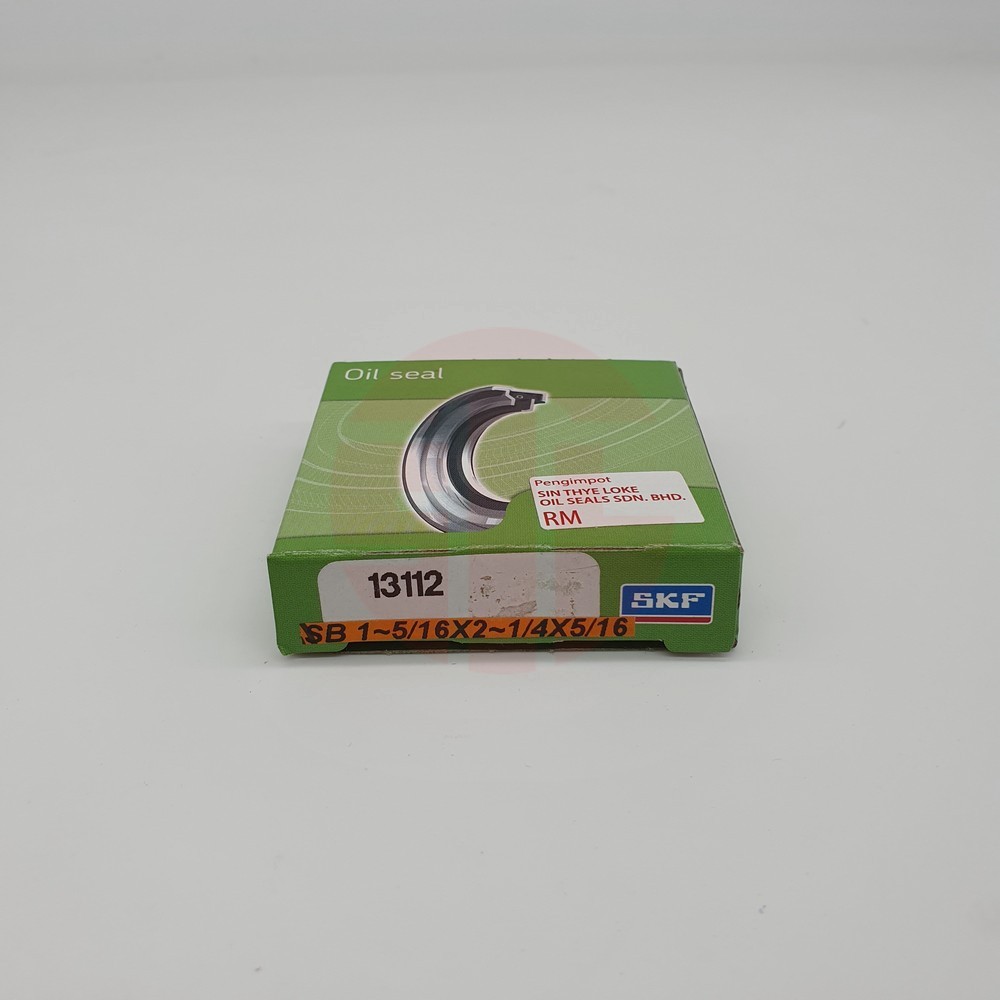 Oil seal
Pengimpot
SIN THYE LOKE
OIL SEALS SDN. BHD.
RM
13112
SKF
SB 1~5/16X2~1/4X5/16